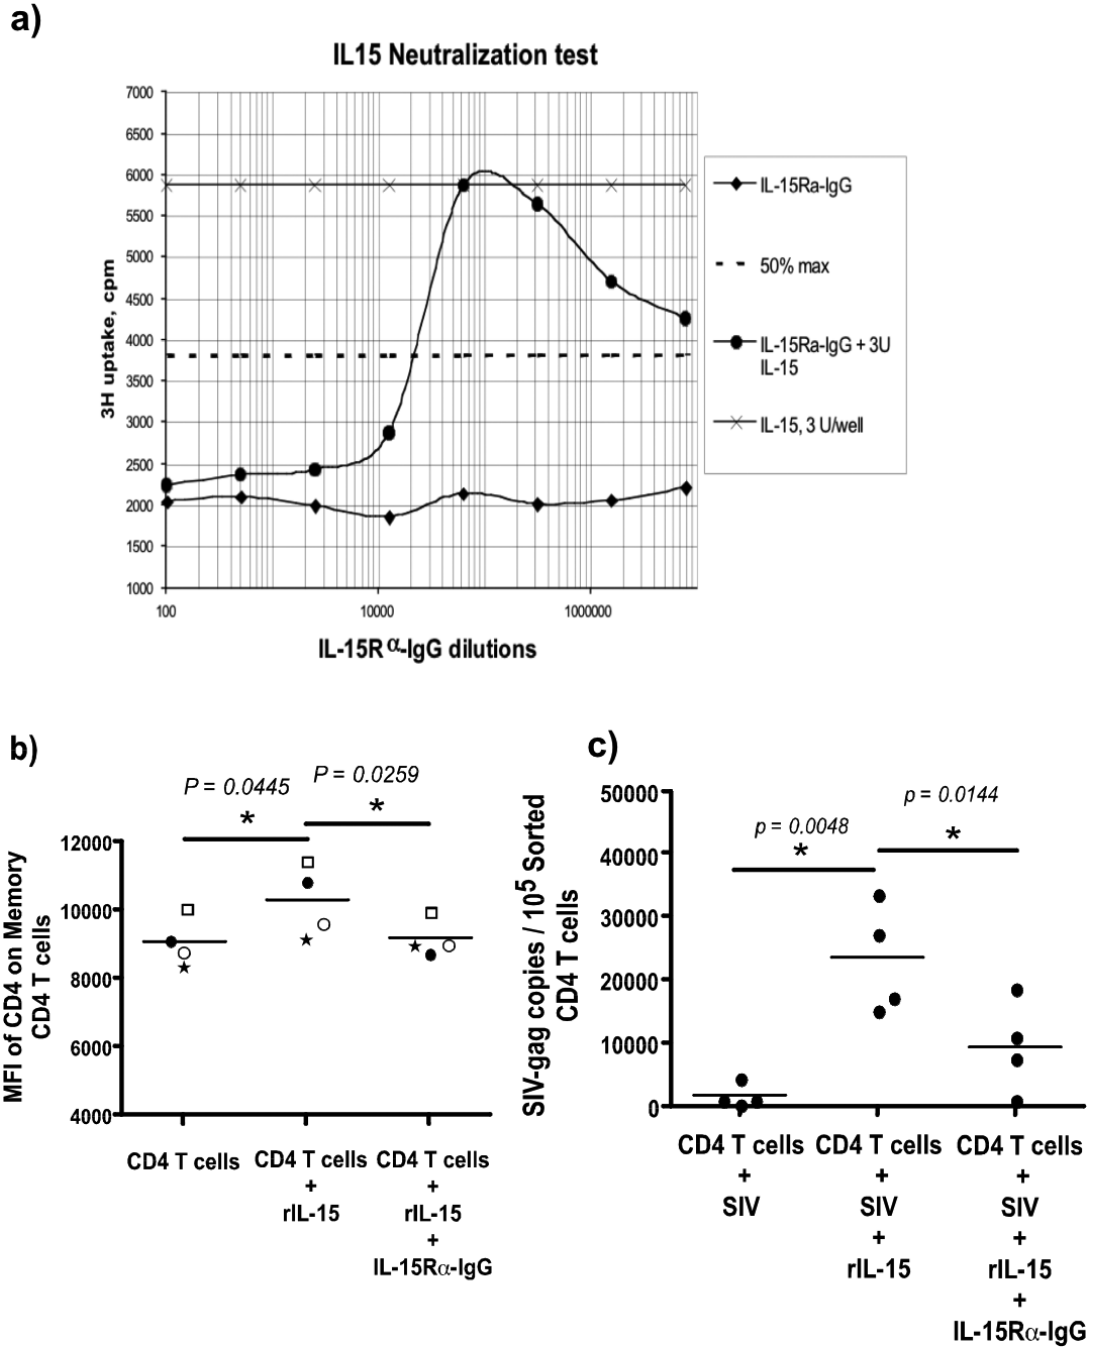 a)
IL15 Neutralization test
7000
6500
6000
5500
5000
4500
4000
3500
3000
2500
2000
1500
1000
3H uptake, cpm
100
10000
1000000
IL-15R α-IgG dilutions
IL-15Ra-IgG
50% max
IL-15Ra-IgG + 3U
IL-15
IL-15, 3 U/well
b)
P = 0.0445
P = 0.0259
*
*
12000
10000
8000
6000
4000
MFI of CD4 on Memory
CD4 T cells
CD4 T cells
CD4 T cells
+
rIL-15
CD4 T cells
+
rIL-15
+
IL-15Rα-IgG
c)
p = 0.0048
p = 0.0144
*
*
50000
40000
30000
20000
10000
0
SIV-gag copies / 10⁵ Sorted
CD4 T cells
CD4 T cells
+
SIV
CD4 T cells
+
SIV
+
rIL-15
CD4 T cells
+
SIV
+
rIL-15
+
IL-15Rα-IgG